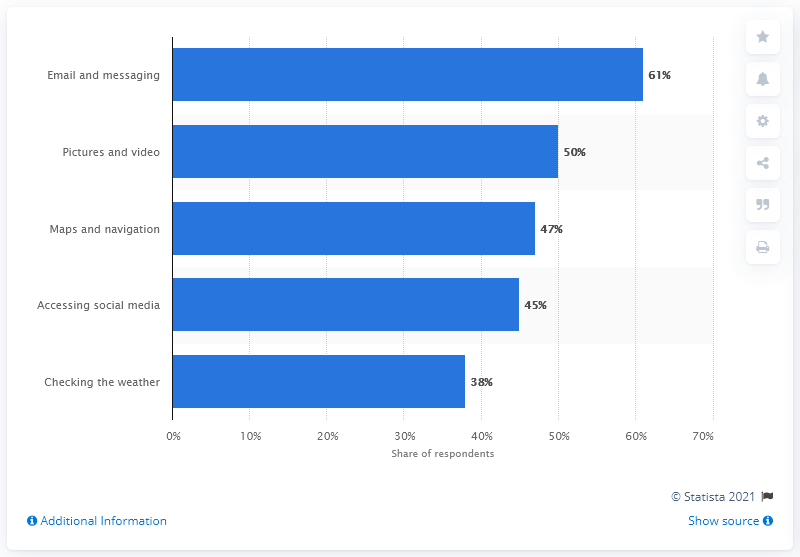 Email and messaging 61%
Pictures and video 50%
Maps and navigation 47%
Accessing social media 45%
Checking the weather 38%
0% 10% 20% 30% 40% 50% 60% 70%
Share of respondents
© Statista 2021
Additional Information Show source